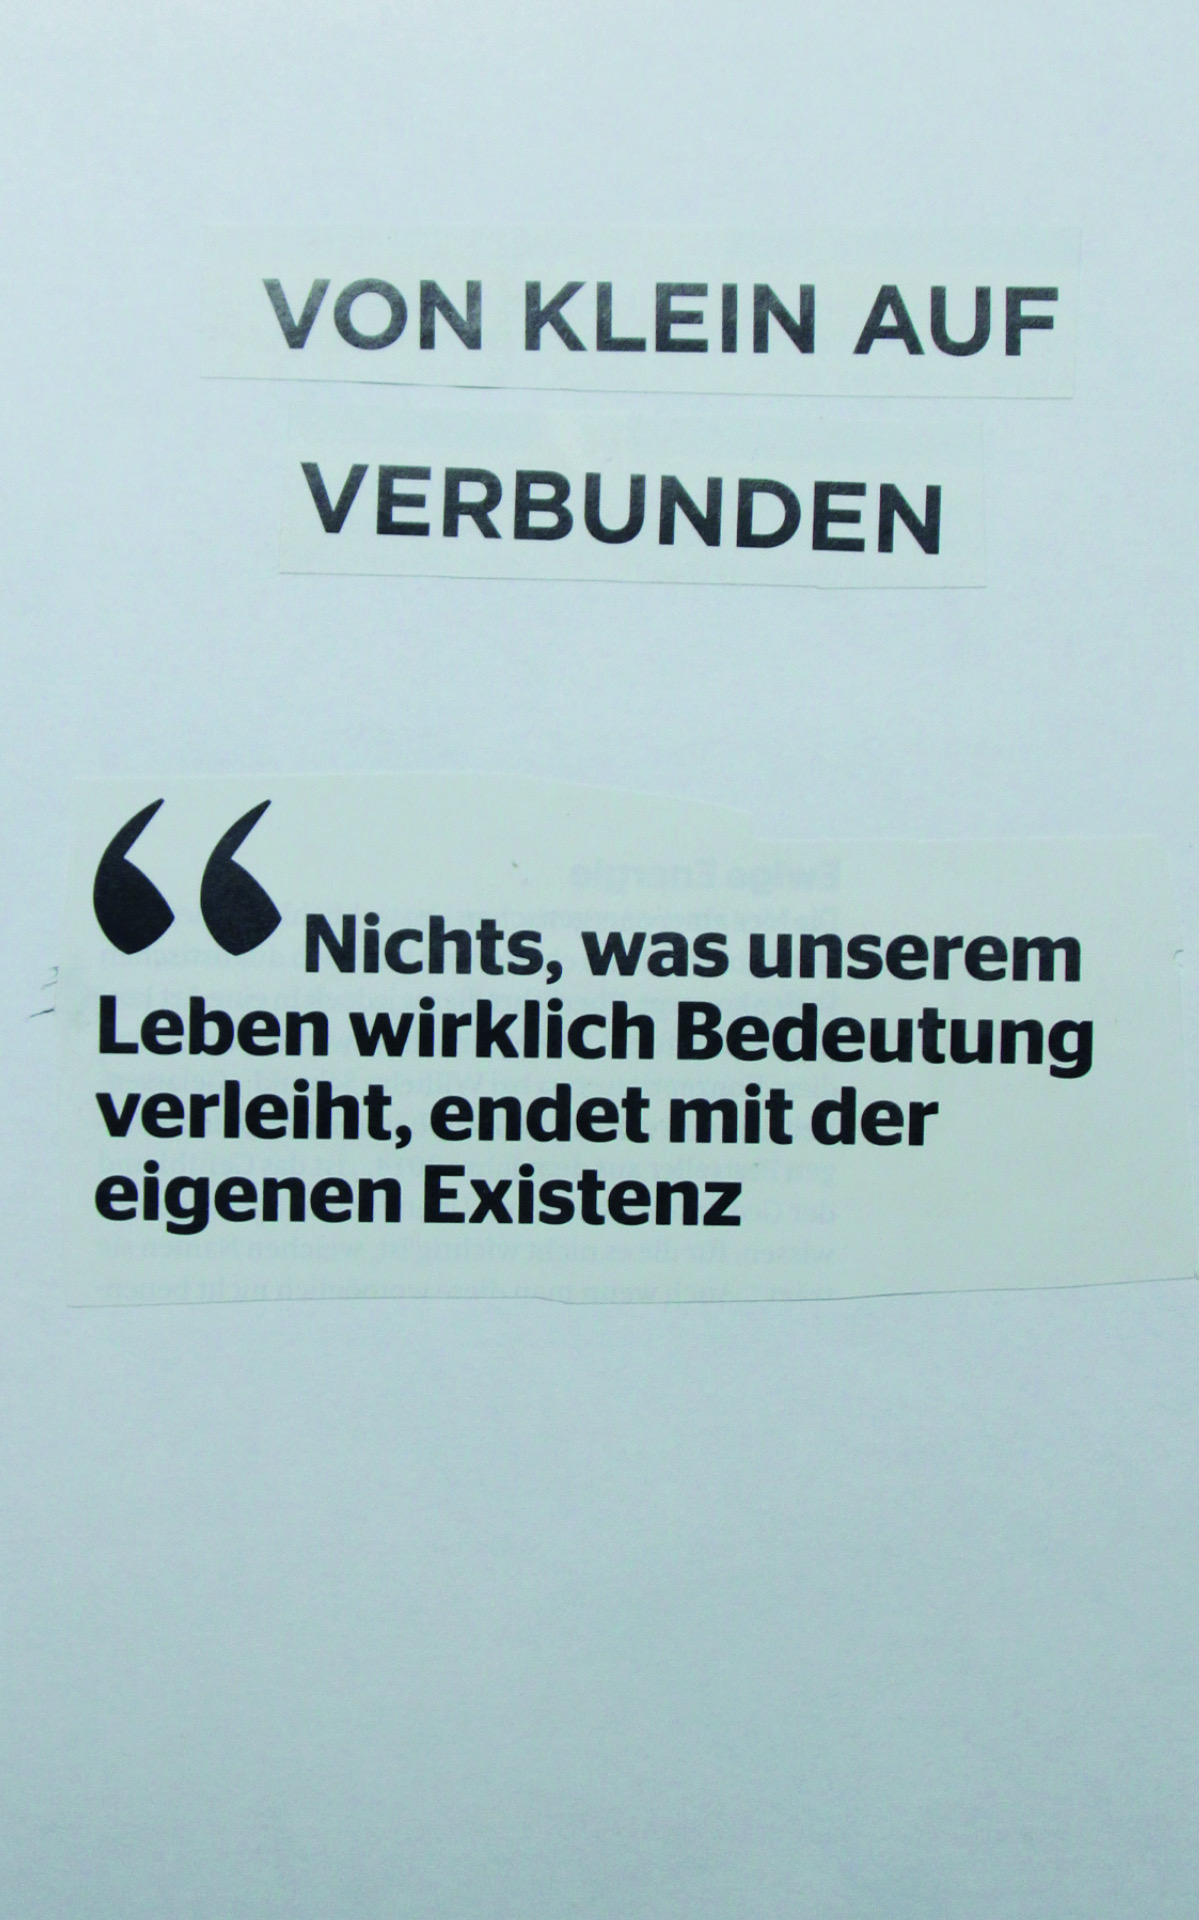 VON KLEIN AUF
VERBUNDEN
“Nichts, was unserem
Leben wirklich Bedeutung
verleiht, endet mit der
eigenen Existenz